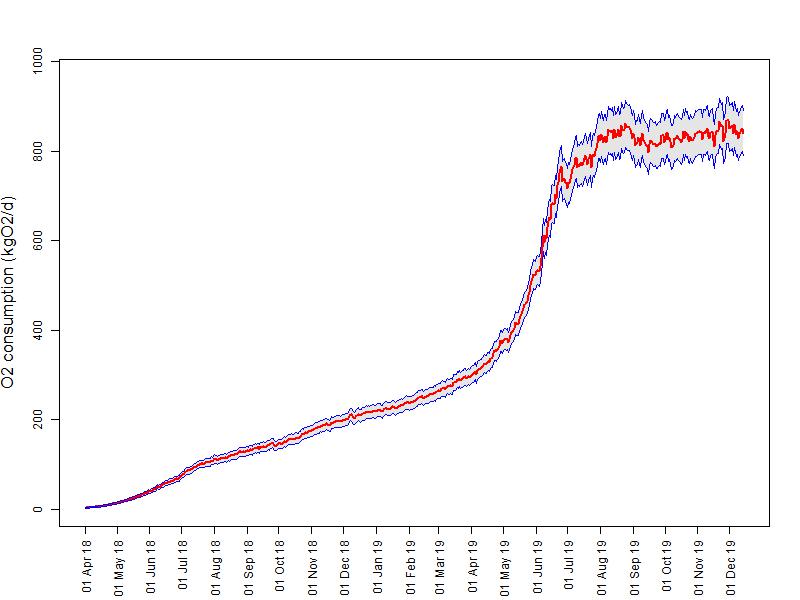 O2 consumption (kgO2/d)
1000
800
600
400
200
0
01 Apr 18
01 May 18
01 Jun 18
01 Jul 18
01 Aug 18
01 Sep 18
01 Oct 18
01 Nov 18
01 Dec 18
01 Jan 19
01 Feb 19
01 Mar 19
01 Apr 19
01 May 19
01 Jun 19
01 Jul 19
01 Aug 19
01 Sep 19
01 Oct 19
01 Nov 19
01 Dec 19